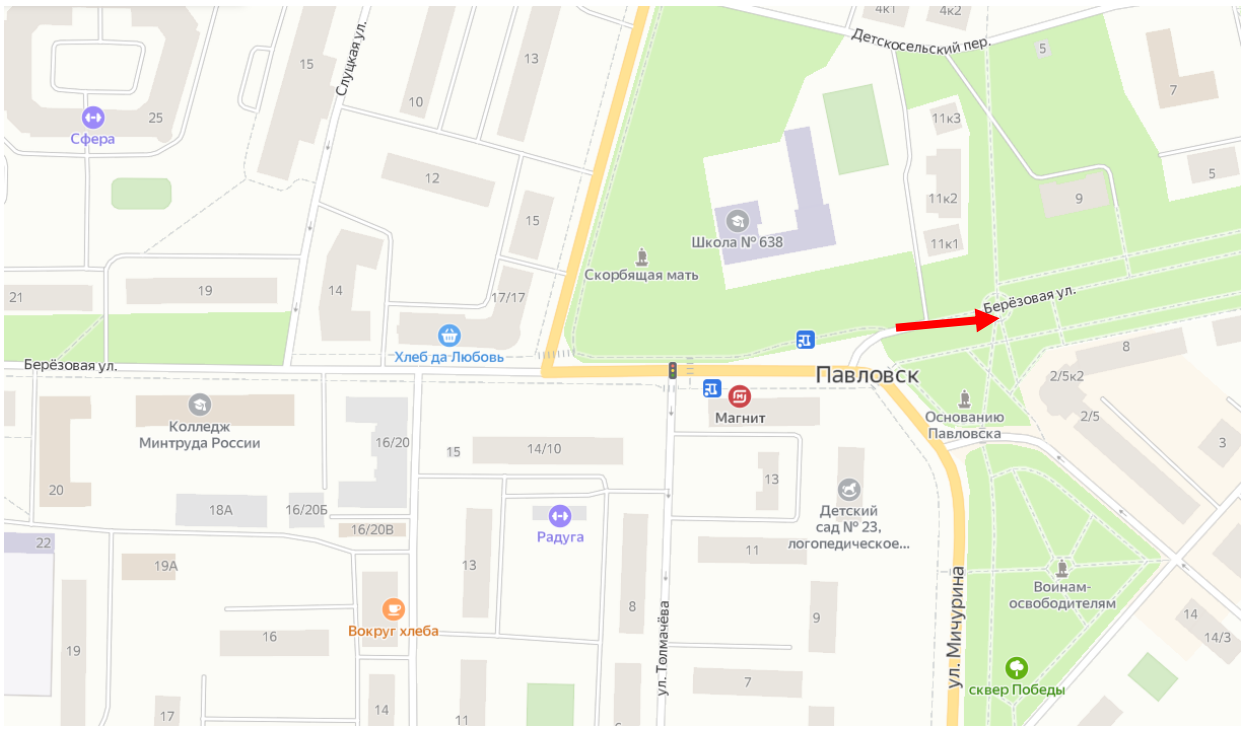 4к1
4к2
Детскосельский пер.
5
15
Слуцкая ул.
13
7
10
25
Сфера
11к3
12
5
11к2
9
15
Школа № 638
11к1
Скорбящая мать
21
19
14
17/17
Берёзовая ул.
Хлеб да Любовь
8
Берёзовая ул.
Павловск
2/5к2
Магнит
Основанию
Павловска
2/5
Колледж
Минтруда России
16/20
15
14/10
3
20
13
18А
16/20Б
Детский
сад № 23,
логопедическое...
16/20В
Радуга
22
11
19А
13
Воинам-
освободителям
8
Вокруг хлеба
9
14
14/3
16
19
ул. Толмачёва
ул. Мичурина
7
сквер Победы
17
14
11